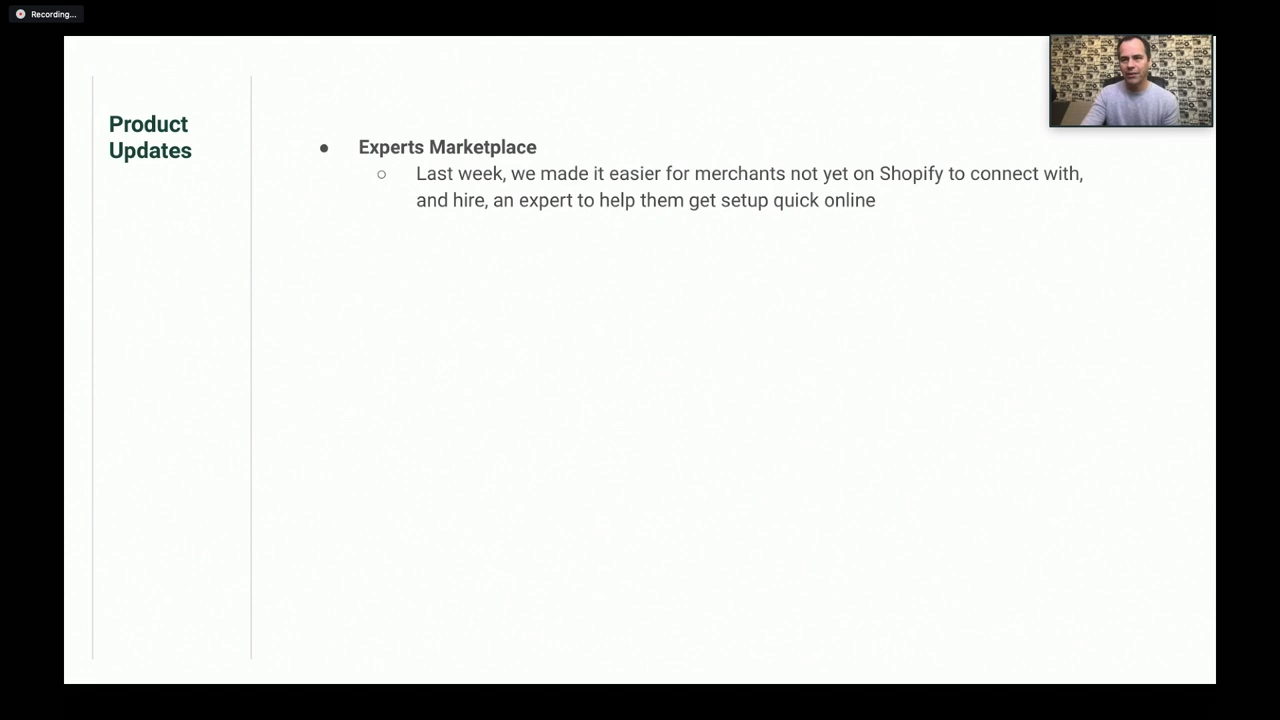 Recording...
Product
Updates
● Experts Marketplace
○ Last week, we made it easier for merchants not yet on Shopify to connect with,
and hire, an expert to help them get setup quick online